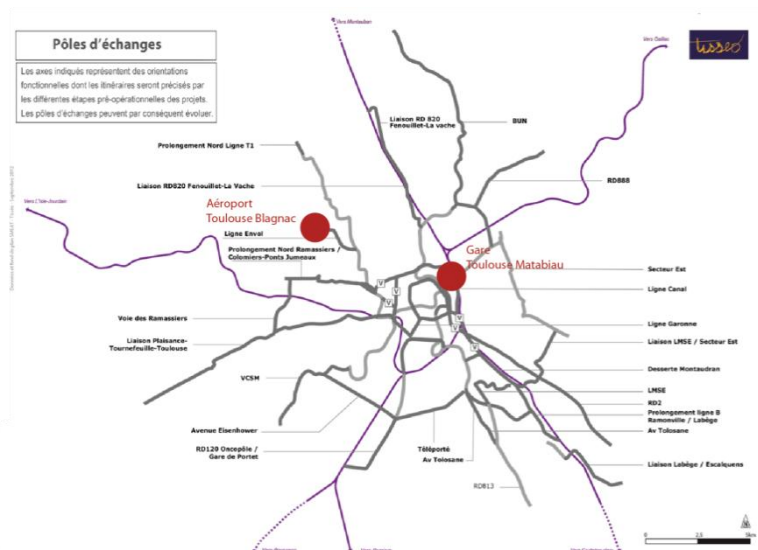 Pôles d'échanges
Les axes indiqués représentent des orientations
fonctionnelles dont les itinéraires seront précisés par
les différentes étapes pré-opérationnelles des projets.
Les pôles d'échanges peuvent par conséquent évoluer.
Vers Montauban
tisséo
Liaison RD 820
Fenouillet-La vache
BUN
Prolongement Nord Ligne T1
RD888
Liaison RD820 Fenouillet-La Vache
Aéroport
Toulouse Blagnac
Ligne Envol
Prolongement Nord Ramassiers /
Colomiers-Ponts Jumeaux
Gare
Toulouse Matabiau
Secteur Est
Ligne Canal
Voie des Ramassiers
Ligne Garonne
Liaison Plaisance-
Tournefeuille-Toulouse
Liaison LMSE / Secteur Est
Desserte Montaudran
VCSM
LMSE
RD2
Prolongement ligne B
Ramonville / Labège
Avenue Eisenhower
Av Tolosane
RD120 Oncopôle /
Gare de Portet
Téléporté
Av Tolosane
Liaison Labège / Escalquens
RD813
0 2,5 5km